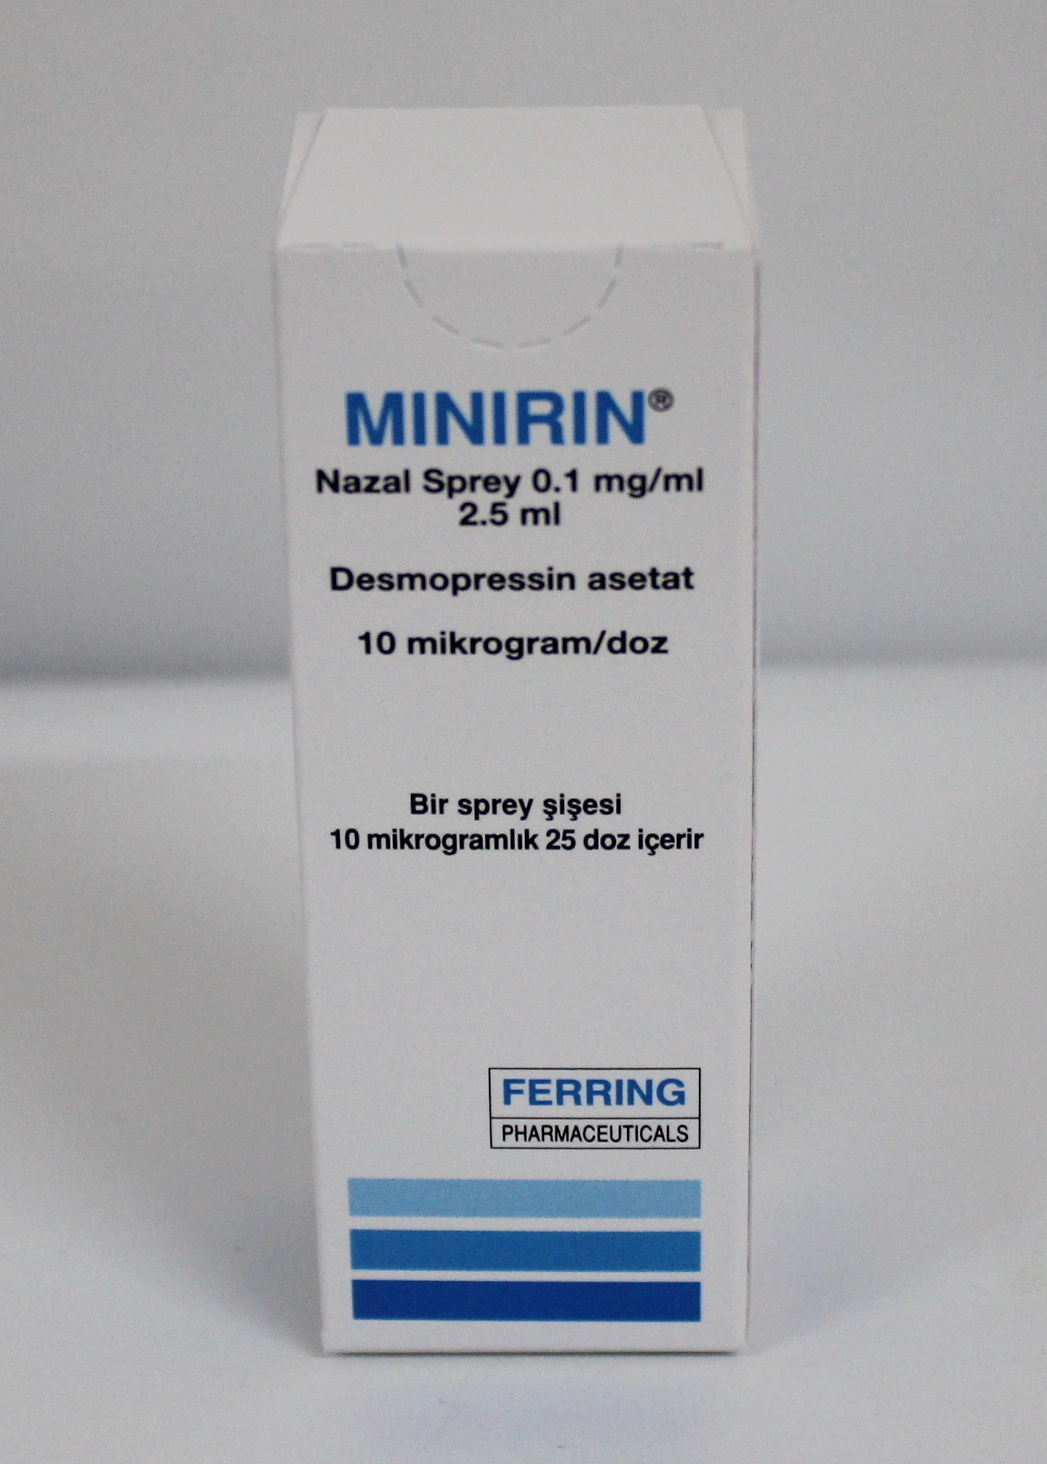 MINIRIN®
Nazal Sprey 0.1 mg/ml
2.5 ml
Desmopressin asetat
10 mikrogram/doz
Bir sprey şişesi
10 mikrogramlık 25 doz içerir
FERRING
PHARMACEUTICALS